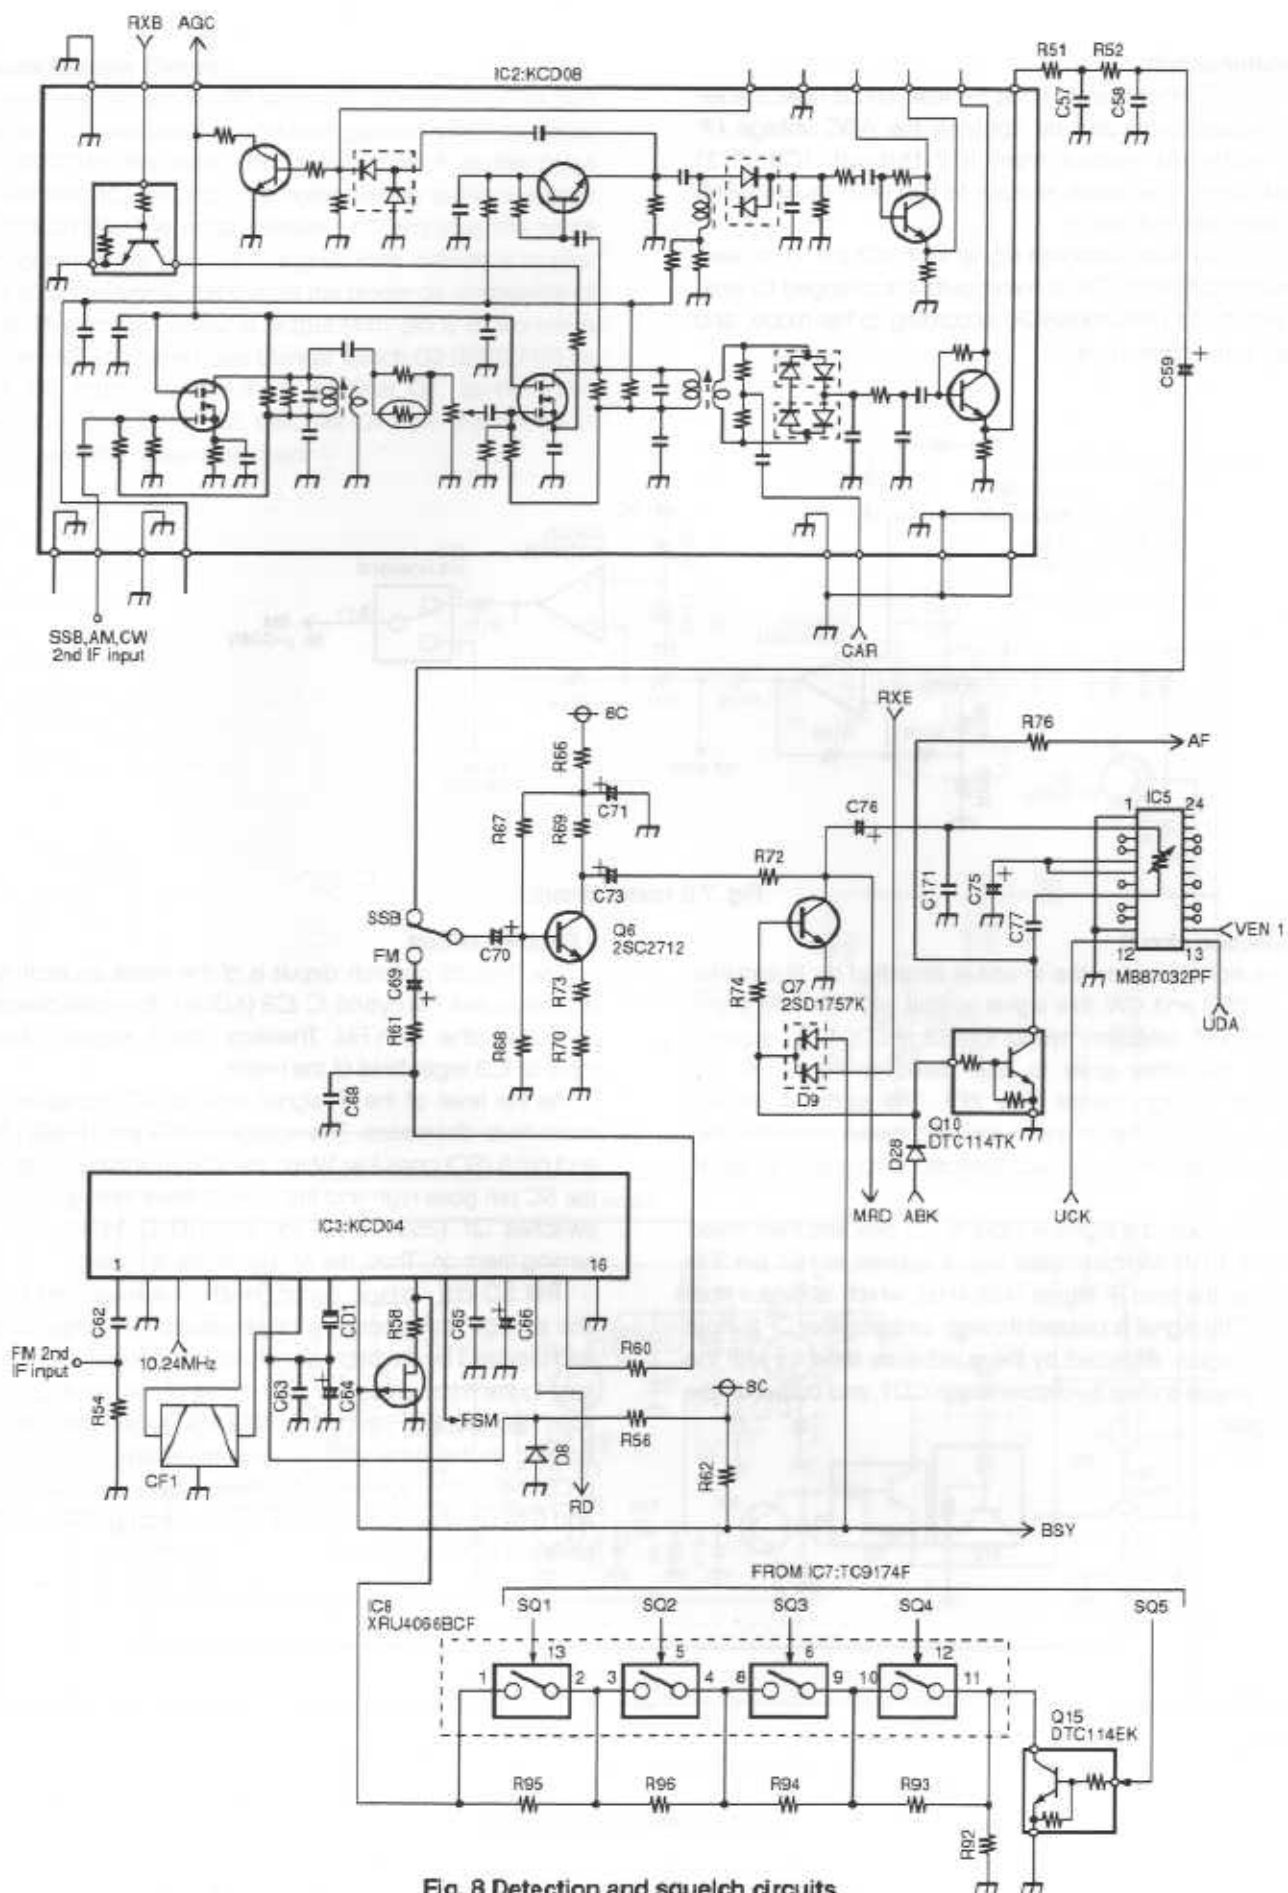 RXB AGC
IC2:KCD08
R51 R52
C57
C58
C59
SSB,AM,CW
2nd IF input
CAR
RXE
8C
R66
R76
AF
C71
R67
R69
C76
1 IC5 24
R72
C73
C171
C75
C77
SSB
C70
Q6
2SC2712
VEN 1
FM
C69
R73
R74
Q7
2SD1757K
12 13
MB87032PF
UDA
R61
R68
R70
C68
D9
Q10
DTC114TK
D28
MRD ABK UCK
IC3:KCD04
1 16
C62
CD1
R58
C65
C66
FM 2nd
IF input
10.24MHz
R60
R54
C63
C64
8C
FSM
R56
CF1
D8
R62
RD
BSY
FROM IC7:TC9174F
IC8
XRU4066BCF
SQ1 SQ2 SQ3 SQ4 SQ5
13 5 6 12
1 2 3 4 8 9 10 11
Q15
DTC114EK
R95 R96 R94 R93
R92
Fig. 8 Detection and squelch circuits